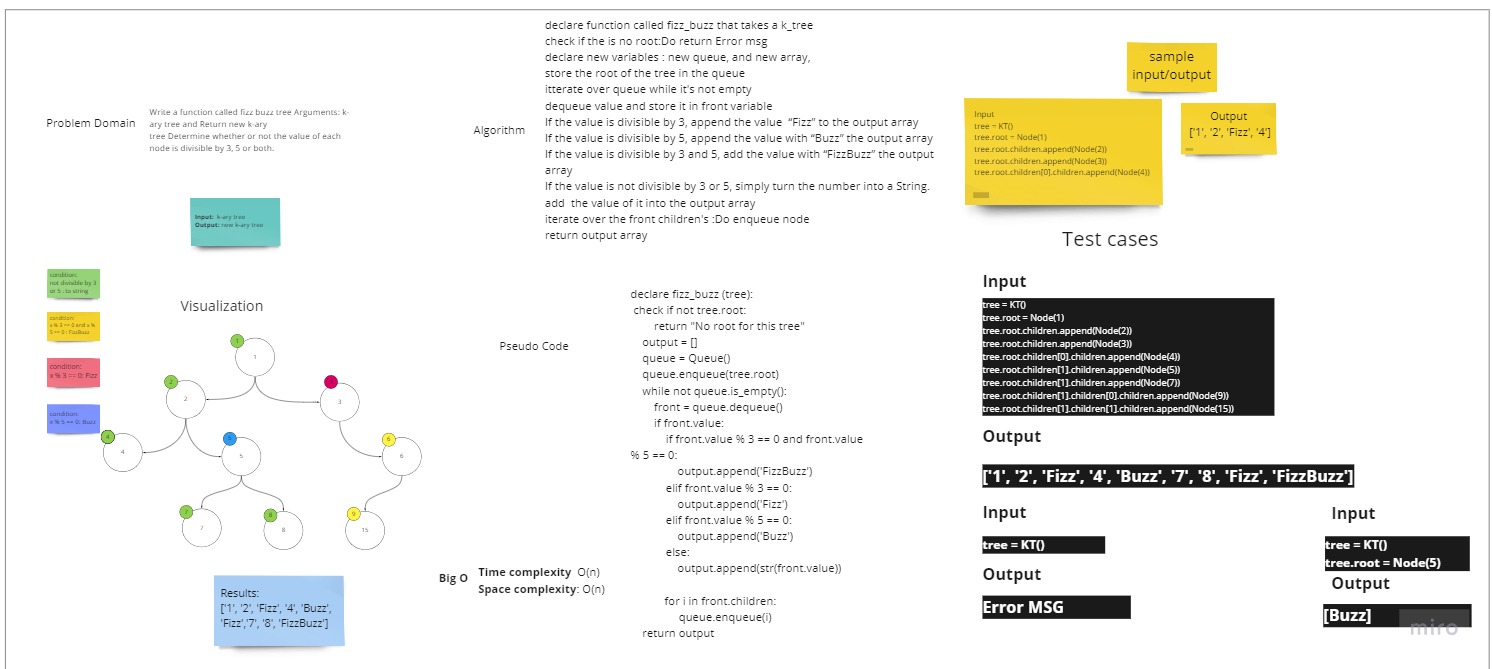 Problem Domain
Write a function called fizz buzz tree Arguments: k-
ary tree and Return new k-ary
tree Determine whether or not the value of each
node is divisible by 3, 5 or both.
Input: k-ary tree
Output: new k-ary tree
condition:
not divisible by 3
or 5 : to string
condition:
x % 3 == 0 and x %
5 == 0 : FizzBuzz
condition:
x % 3 == 0: Fizz
condition:
x % 5 == 0: Buzz
Visualization
1
1
2
2
3
4
4
5
5
6
6
7
7
8
8
9
15
Results:
['1', '2', 'Fizz', '4', 'Buzz',
'Fizz','7', '8', 'FizzBuzz']
Algorithm
declare function called fizz_buzz that takes a k_tree
check if the is no root:Do return Error msg
declare new variables : new queue, and new array,
store the root of the tree in the queue
itterate over queue while it's not empty
dequeue value and store it in front variable
If the value is divisible by 3, append the value “Fizz” to the output array
If the value is divisible by 5, append the value with “Buzz” the output array
If the value is divisible by 3 and 5, add the value with “FizzBuzz” the output
array
If the value is not divisible by 3 or 5, simply turn the number into a String.
add the value of it into the output array
iterate over the front children's :Do enqueue node
return output array
Pseudo Code
declare fizz_buzz (tree):
check if not tree.root:
return "No root for this tree"
output = []
queue = Queue()
queue.enqueue(tree.root)
while not queue.is_empty():
front = queue.dequeue()
if front.value:
if front.value % 3 == 0 and front.value
% 5 == 0:
output.append('FizzBuzz')
elif front.value % 3 == 0:
output.append('Fizz')
elif front.value % 5 == 0:
output.append('Buzz')
else:
output.append(str(front.value))
for i in front.children:
queue.enqueue(i)
return output
Big O
Time complexity O(n)
Space complexity: O(n)
sample
input/output
Input
tree = KT()
tree.root = Node(1)
tree.root.children.append(Node(2))
tree.root.children.append(Node(3))
tree.root.children[0].children.append(Node(4))
Output
['1', '2', 'Fizz', '4']
Test cases
Input
tree = KT()
tree.root = Node(1)
tree.root.children.append(Node(2))
tree.root.children.append(Node(3))
tree.root.children[0].children.append(Node(4))
tree.root.children[1].children.append(Node(5))
tree.root.children[1].children.append(Node(7))
tree.root.children[1].children[0].children.append(Node(9))
tree.root.children[1].children[1].children.append(Node(15))
Output
['1', '2', 'Fizz', '4', 'Buzz', '7', '8', 'Fizz', 'FizzBuzz']
Input
tree = KT()
Output
Error MSG
Input
tree = KT()
tree.root = Node(5)
Output
[Buzz]
miro